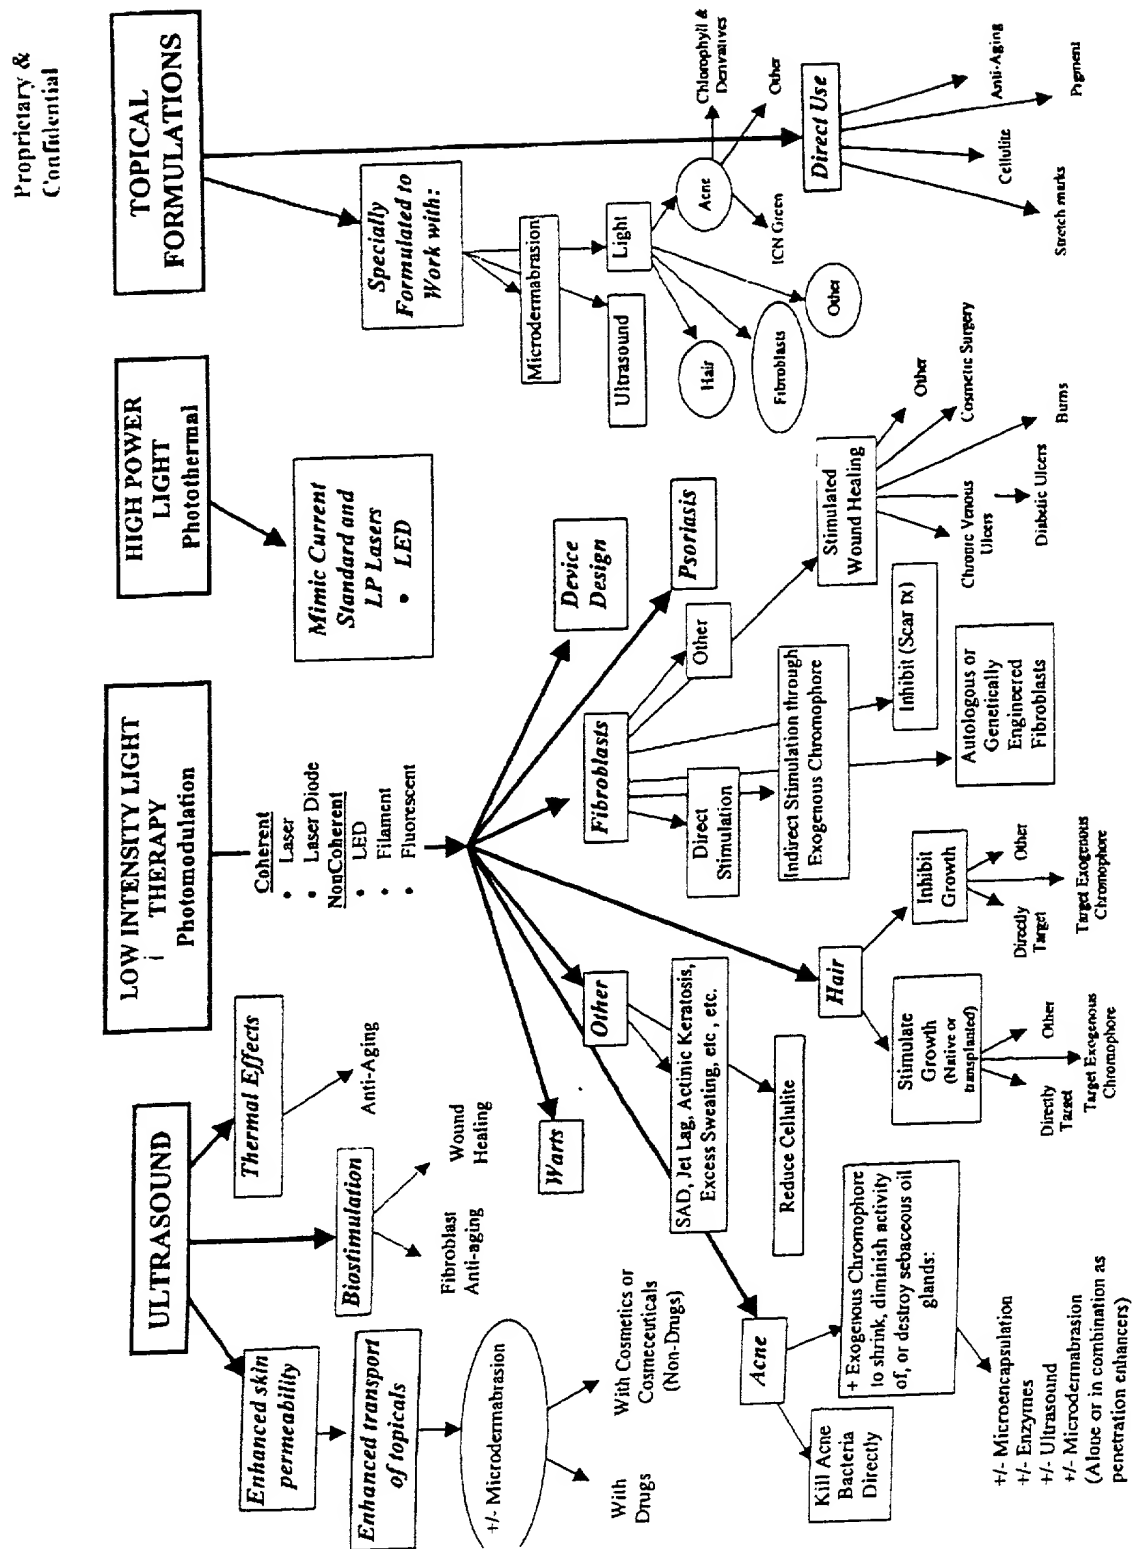 Proprietary &
Confidential
ULTRASOUND
Enhanced skin
permeability
Enhanced transport
of topicals
+/- Microdermabrasion
With
Drugs
With Cosmetics or
Cosmeceuticals
(Non-Drugs)
Biostimulation
Fibroblast
Anti-aging
Wound
Healing
Thermal Effects
Anti-Aging
LOW INTENSITY LIGHT
THERAPY
Photomodulation
Coherent
• Laser
• Laser Diode
NonCoherent
• LED
• Filament
• Fluorescent
Warts
Acne
Kill Acne
Bacteria
Directly
+ Exogenous Chromophore
to shrink, diminish activity
of, or destroy sebaceous oil
glands:
+/- Microencapsulation
+/- Enzymes
+/- Ultrasound
+/- Microdermabrasion
(Alone or in combination as
penetration enhancers)
Other
SAD, Jet Lag, Actinic Keratosis,
Excess Sweating, etc., etc.
Reduce Cellulite
Hair
Stimulate
Growth
(Native or
transplanted)
Directly
Target
Target Exogenous
Chromophore
Other
Inhibit
Growth
Directly
Target
Target Exogenous
Chromophore
Other
Fibroblasts
Direct
Stimulation
Indirect Stimulation through
Exogenous Chromophore
Autologous or
Genetically
Engineered
Fibroblasts
Inhibit (Scar tx)
Other
Stimulated
Wound Healing
Chronic Venous
Ulcers
Diabetic Ulcers
Burns
Cosmetic Surgery
Other
Device
Design
Psoriasis
HIGH POWER
LIGHT
Photothermal
Mimic Current
Standard and
LP Lasers
• LED
TOPICAL
FORMULATIONS
Specially
Formulated to
Work with:
Microdermabrasion
Ultrasound
Light
Hair
Fibroblasts
Other
Acne
ICN Green
Chlorophyll &
Derivatives
Other
Direct Use
Stretch marks
Cellulite
Anti-Aging
Pigment